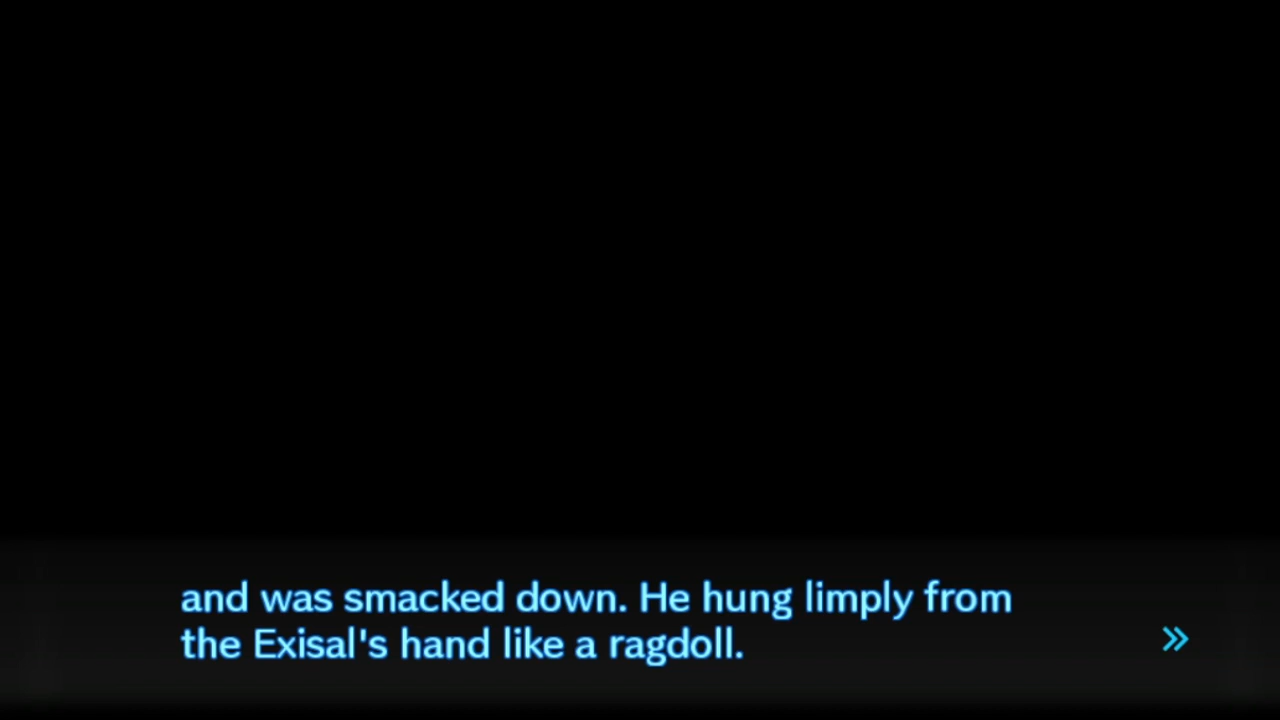 and was smacked down. He hung limply from
the Exisal's hand like a ragdoll.